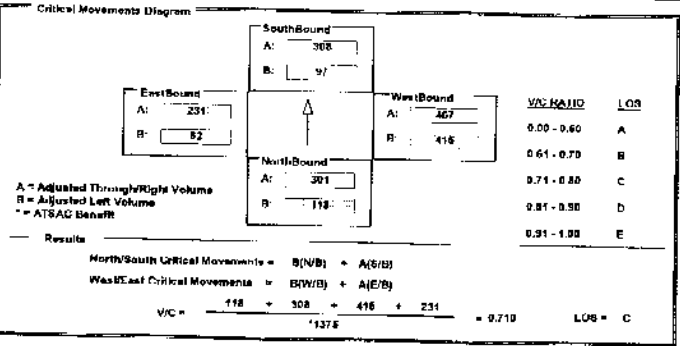 Critical Movements Diagram
SouthBound
A: 308
B: 97
EastBound
A: 231
B: 82
WestBound
A: 467
B: 416
NorthBound
A: 301
B: 118
V/C RATIO LOS
0.00 - 0.60 A
0.61 - 0.70 B
0.71 - 0.80 C
0.81 - 0.90 D
0.91 - 1.00 E
A = Adjusted Through/Right Volume
B = Adjusted Left Volume
* = ATSAC Benefit
Results
North/South Critical Movements = B(N/B) + A(S/B)
West/East Critical Movements = B(W/B) + A(E/B)
118 + 308 + 416 + 231
V/C = = 0.710 LOS = C
*1375